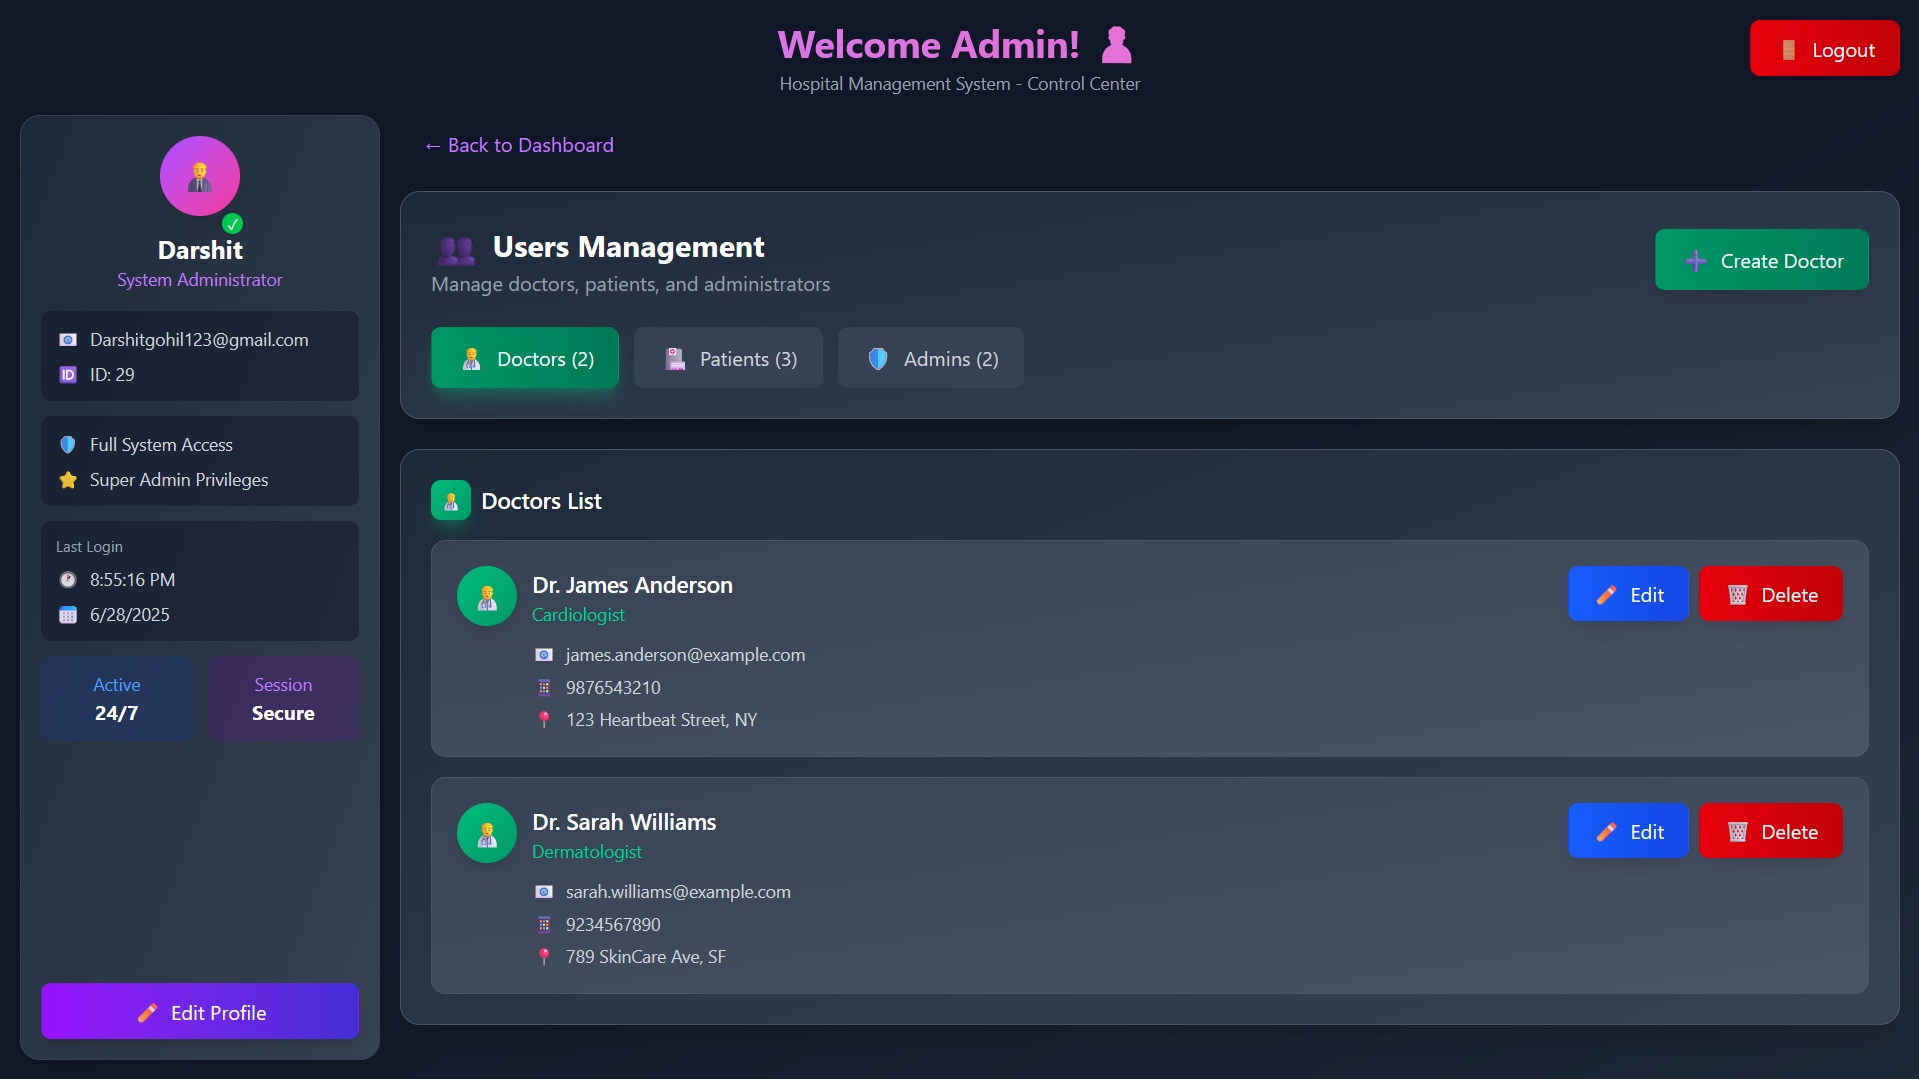 Welcome Admin!
Hospital Management System - Control Center
Logout
Darshit
System Administrator
Darshitgohil123@gmail.com
ID: 29
Full System Access
Super Admin Privileges
Last Login
8:55:16 PM
6/28/2025
Active
24/7
Session
Secure
Edit Profile
← Back to Dashboard
Users Management
Manage doctors, patients, and administrators
Create Doctor
Doctors (2)
Patients (3)
Admins (2)
Doctors List
Dr. James Anderson
Cardiologist
james.anderson@example.com
9876543210
123 Heartbeat Street, NY
Edit
Delete
Dr. Sarah Williams
Dermatologist
sarah.williams@example.com
9234567890
789 SkinCare Ave, SF
Edit
Delete